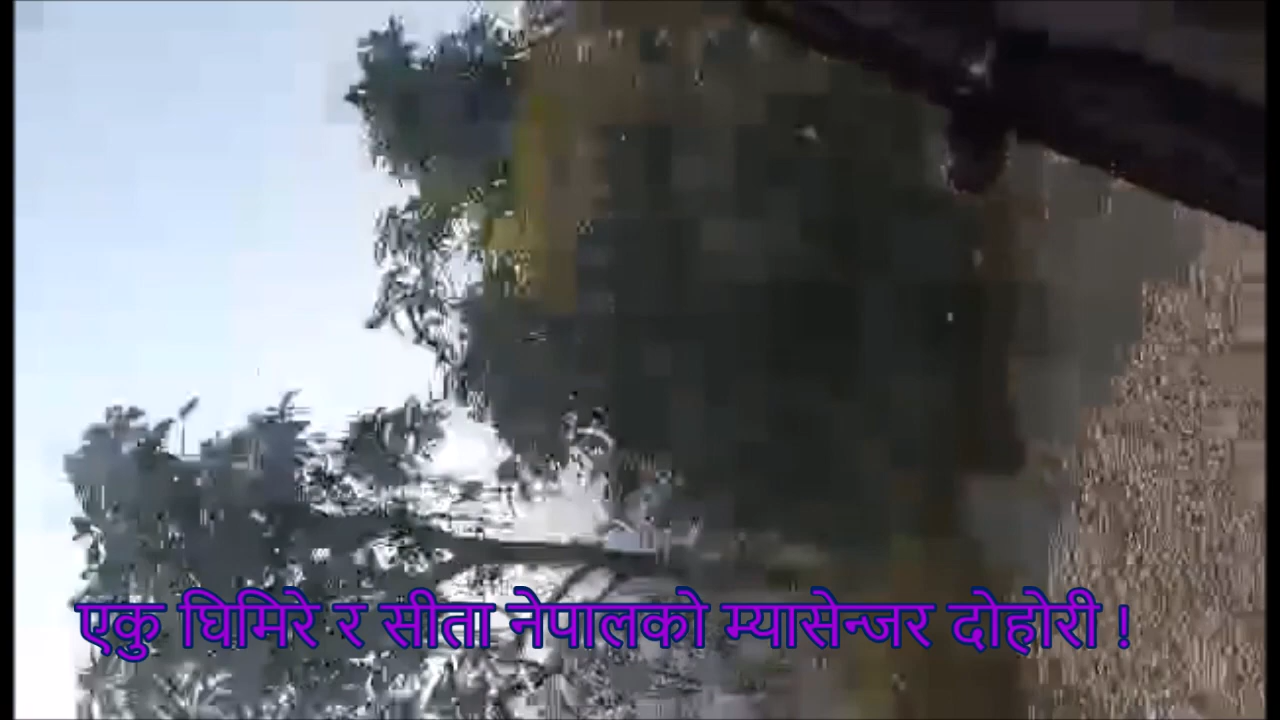 एकु घिमिरे र सीता नेपालको म्यासेन्जर दोहोरी !